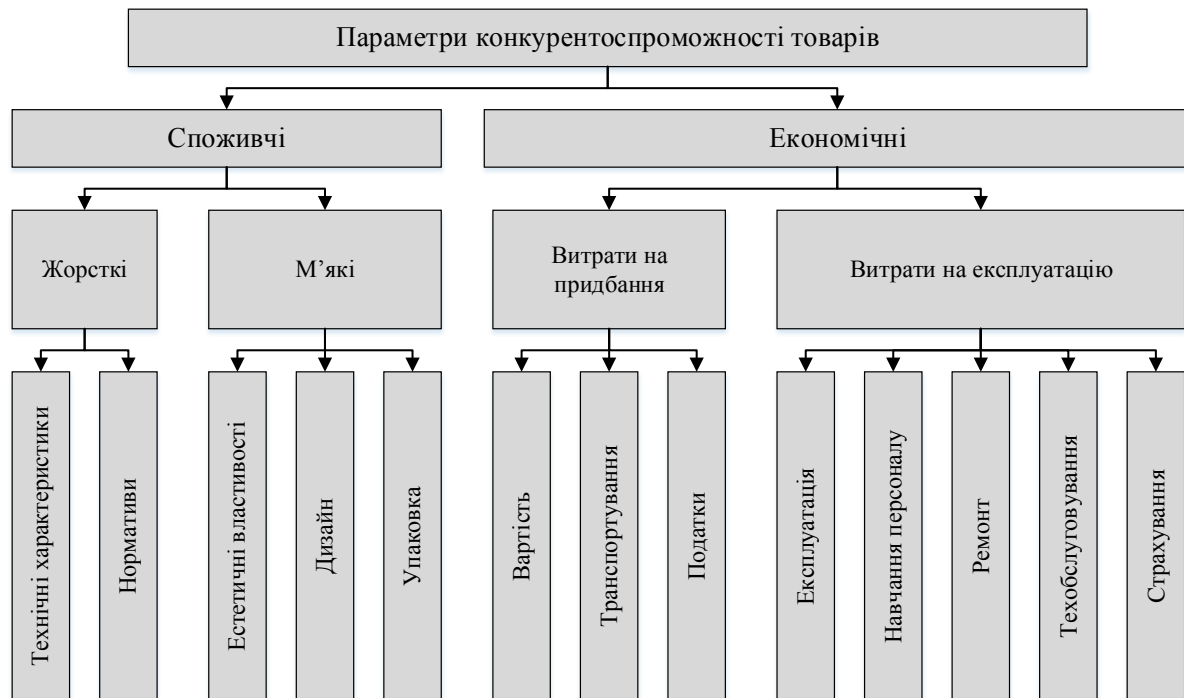 Параметри конкурентоспроможності товарів
Споживчі
Економічні
Жорсткі
М’які
Витрати на
придбання
Витрати на експлуатацію
Технічні характеристики
Нормативи
Естетичні властивості
Дизайн
Упаковка
Вартість
Транспортування
Податки
Експлуатація
Навчання персоналу
Ремонт
Техобслуговування
Страхування